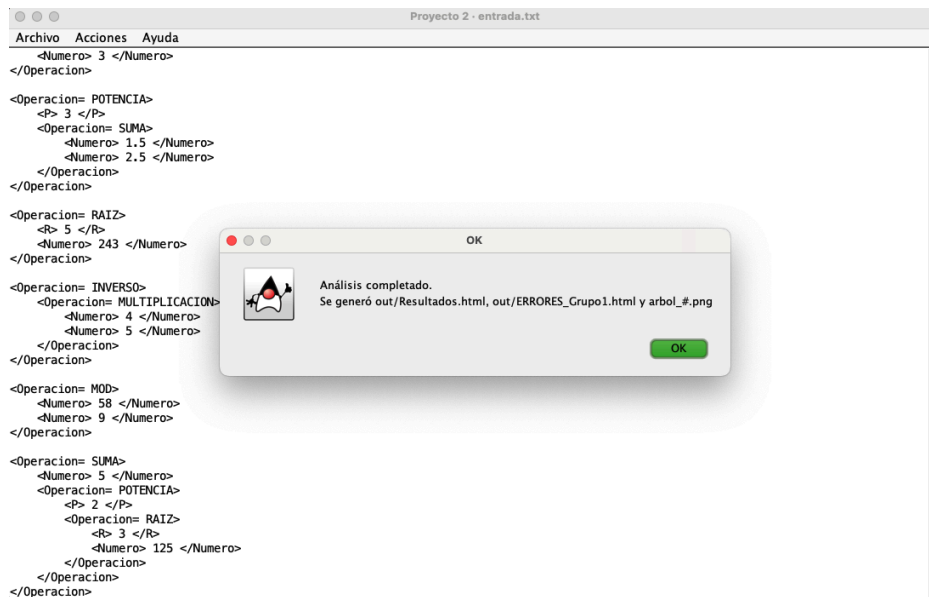 Proyecto 2 - entrada.txt
Archivo Acciones Ayuda
<Numero> 3 </Numero>
</Operacion>
<Operacion= POTENCIA>
<P> 3 </P>
<Operacion= SUMA>
<Numero> 1.5 </Numero>
<Numero> 2.5 </Numero>
</Operacion>
</Operacion>
<Operacion= RAIZ>
<R> 5 </R>
<Numero> 243 </Numero>
</Operacion>
<Operacion= INVERSO>
<Operacion= MULTIPLICACION>
<Numero> 4 </Numero>
<Numero> 5 </Numero>
</Operacion>
</Operacion>
<Operacion= MOD>
<Numero> 58 </Numero>
<Numero> 9 </Numero>
</Operacion>
<Operacion= SUMA>
<Numero> 5 </Numero>
<Operacion= POTENCIA>
<P> 2 </P>
<Operacion= RAIZ>
<R> 3 </R>
<Numero> 125 </Numero>
</Operacion>
</Operacion>
</Operacion>
OK
Análisis completado.
Se generó out/Resultados.html, out/ERRORES_Grupo1.html y arbol_#.png
OK